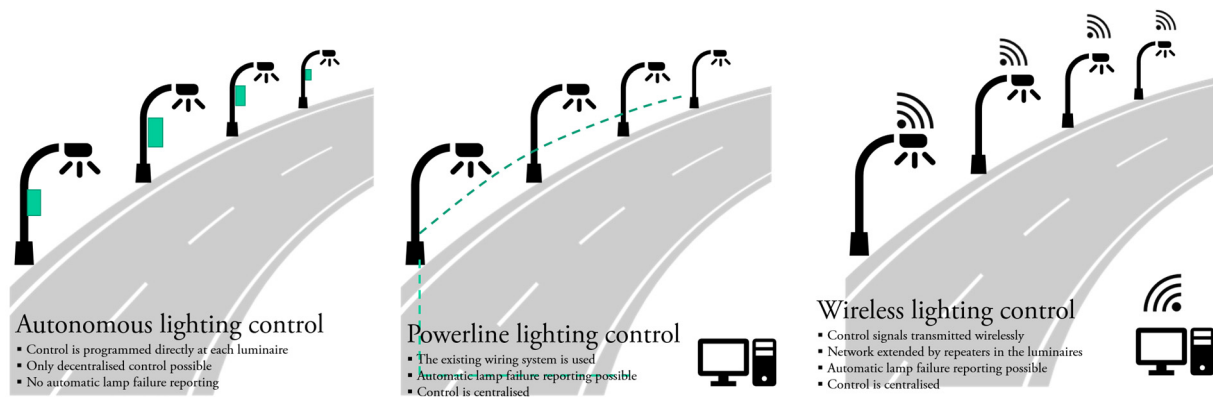 Autonomous lighting control
▪ Control is programmed directly at each luminaire
▪ Only decentralised control possible
▪ No automatic lamp failure reporting
Powerline lighting control
▪ The existing wiring system is used
▪ Automatic lamp failure reporting possible
▪ Control is centralised
Wireless lighting control
▪ Control signals transmitted wirelessly
▪ Network extended by repeaters in the luminaires
▪ Automatic lamp failure reporting possible
▪ Control is centralised